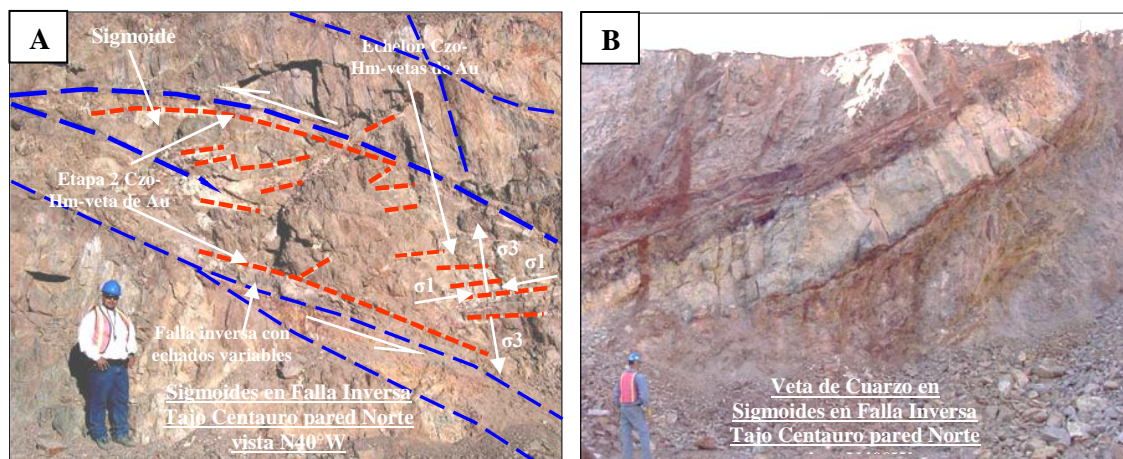 A
Sigmoide
Echelón Czo-
Hm-vetas de Au
Etapa 2 Czo-
Hm-veta de Au
σ3
σ1
σ1
σ3
Falla inversa con
echados variables
Sigmoides en Falla Inversa
Tajo Centauro pared Norte
vista N40°W
B
Veta de Cuarzo en
Sigmoides en Falla Inversa
Tajo Centauro pared Norte